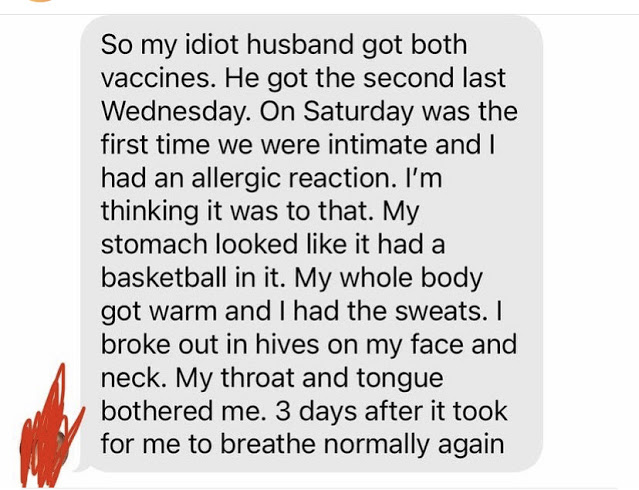 So my idiot husband got both
vaccines. He got the second last
Wednesday. On Saturday was the
first time we were intimate and I
had an allergic reaction. I'm
thinking it was to that. My
stomach looked like it had a
basketball in it. My whole body
got warm and I had the sweats. I
broke out in hives on my face and
neck. My throat and tongue
bothered me. 3 days after it took
for me to breathe normally again